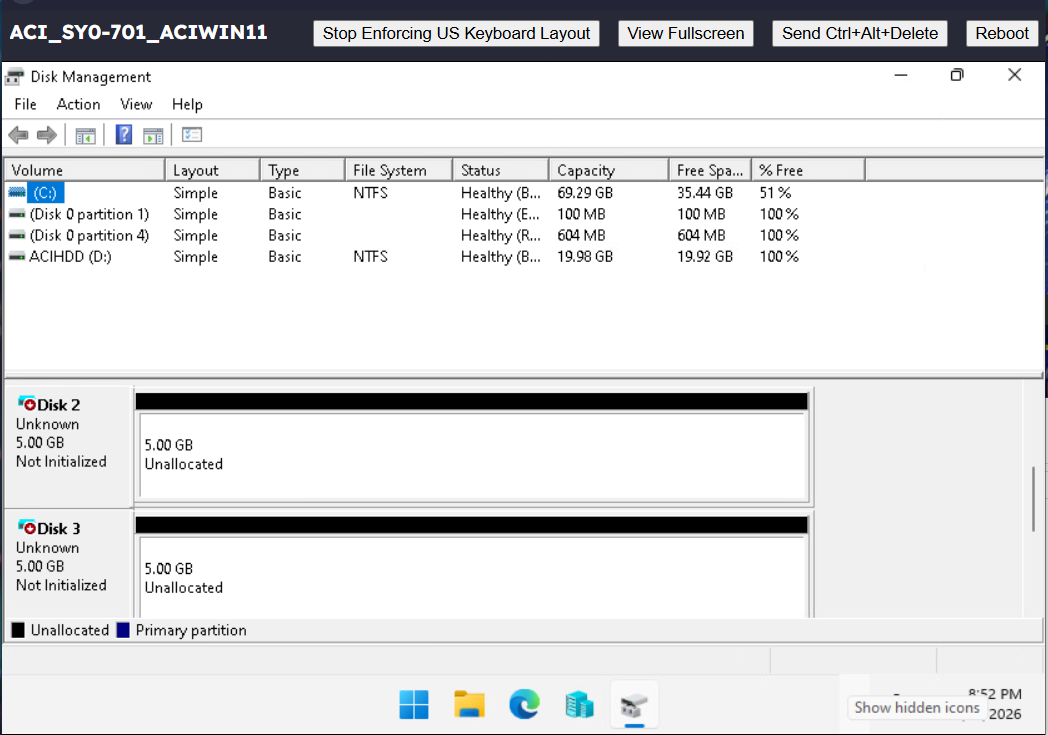 ACI_SY0-701_ACIWIN11 Stop Enforcing US Keyboard Layout View Fullscreen Send Ctrl+Alt+Delete Reboot
Disk Management
File Action View Help
Volume Layout Type File System Status Capacity Free Spa... % Free
(C:) Simple Basic NTFS Healthy (B... 69.29 GB 35.44 GB 51 %
(Disk 0 partition 1) Simple Basic Healthy (E... 100 MB 100 MB 100 %
(Disk 0 partition 4) Simple Basic Healthy (R... 604 MB 604 MB 100 %
ACIHDD (D:) Simple Basic NTFS Healthy (B... 19.98 GB 19.92 GB 100 %
Disk 2
Unknown
5.00 GB
Not Initialized
5.00 GB
Unallocated
Disk 3
Unknown
5.00 GB
Not Initialized
5.00 GB
Unallocated
Unallocated Primary partition
8:52 PM
Show hidden icons
2026